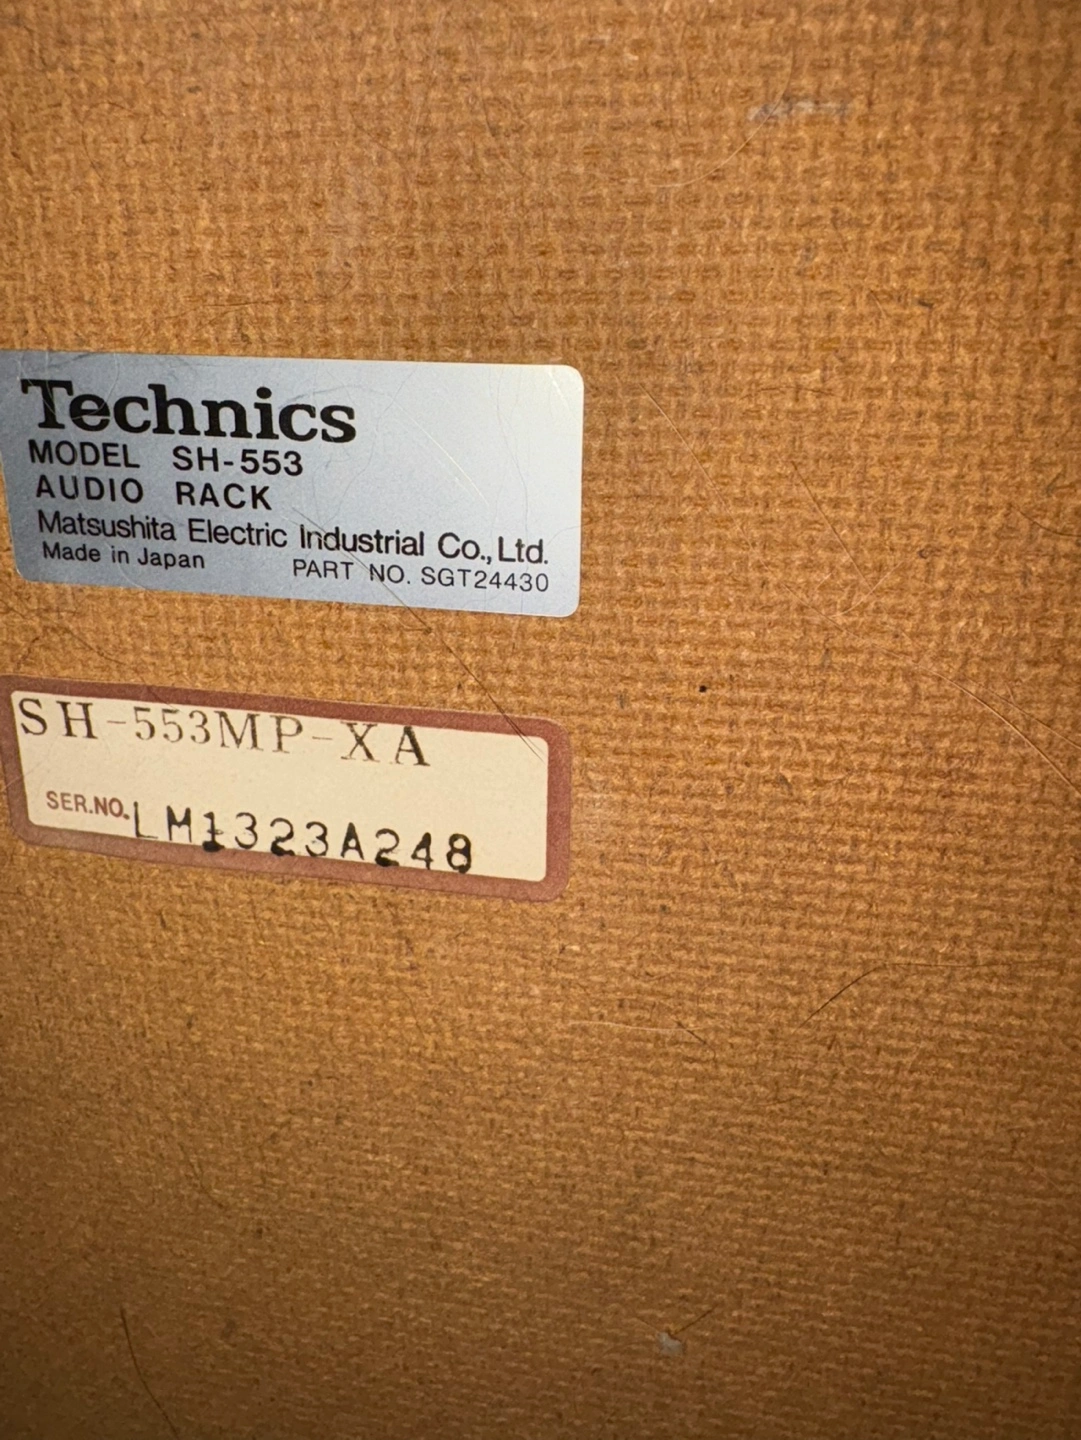 Technics
MODEL SH-553
AUDIO RACK
Matsushita Electric Industrial Co., Ltd.
Made in Japan PART NO. SGT24430
SH-553MP-XA
SER.NO. LM1323A248